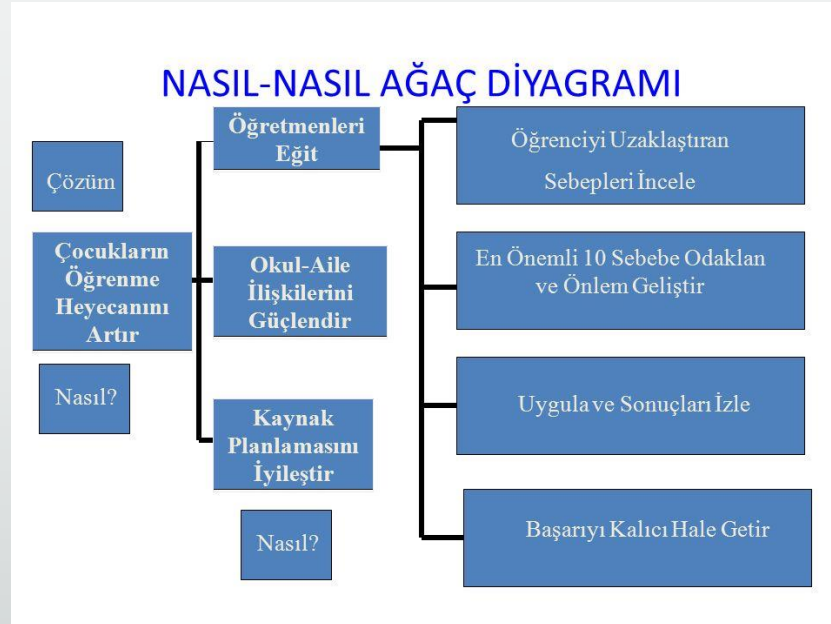 NASIL-NASIL AĞAÇ DİYAGRAMI
Çözüm
Çocukların
Öğrenme
Heyecanını
Artır
Nasıl?
Öğretmenleri
Eğit
Okul-Aile
İlişkilerini
Güçlendir
Kaynak
Planlamasını
İyileştir
Nasıl?
Öğrenciyi Uzaklaştıran
Sebepleri İncele
En Önemli 10 Sebebe Odaklan
ve Önlem Geliştir
Uygula ve Sonuçları İzle
Başarıyı Kalıcı Hale Getir